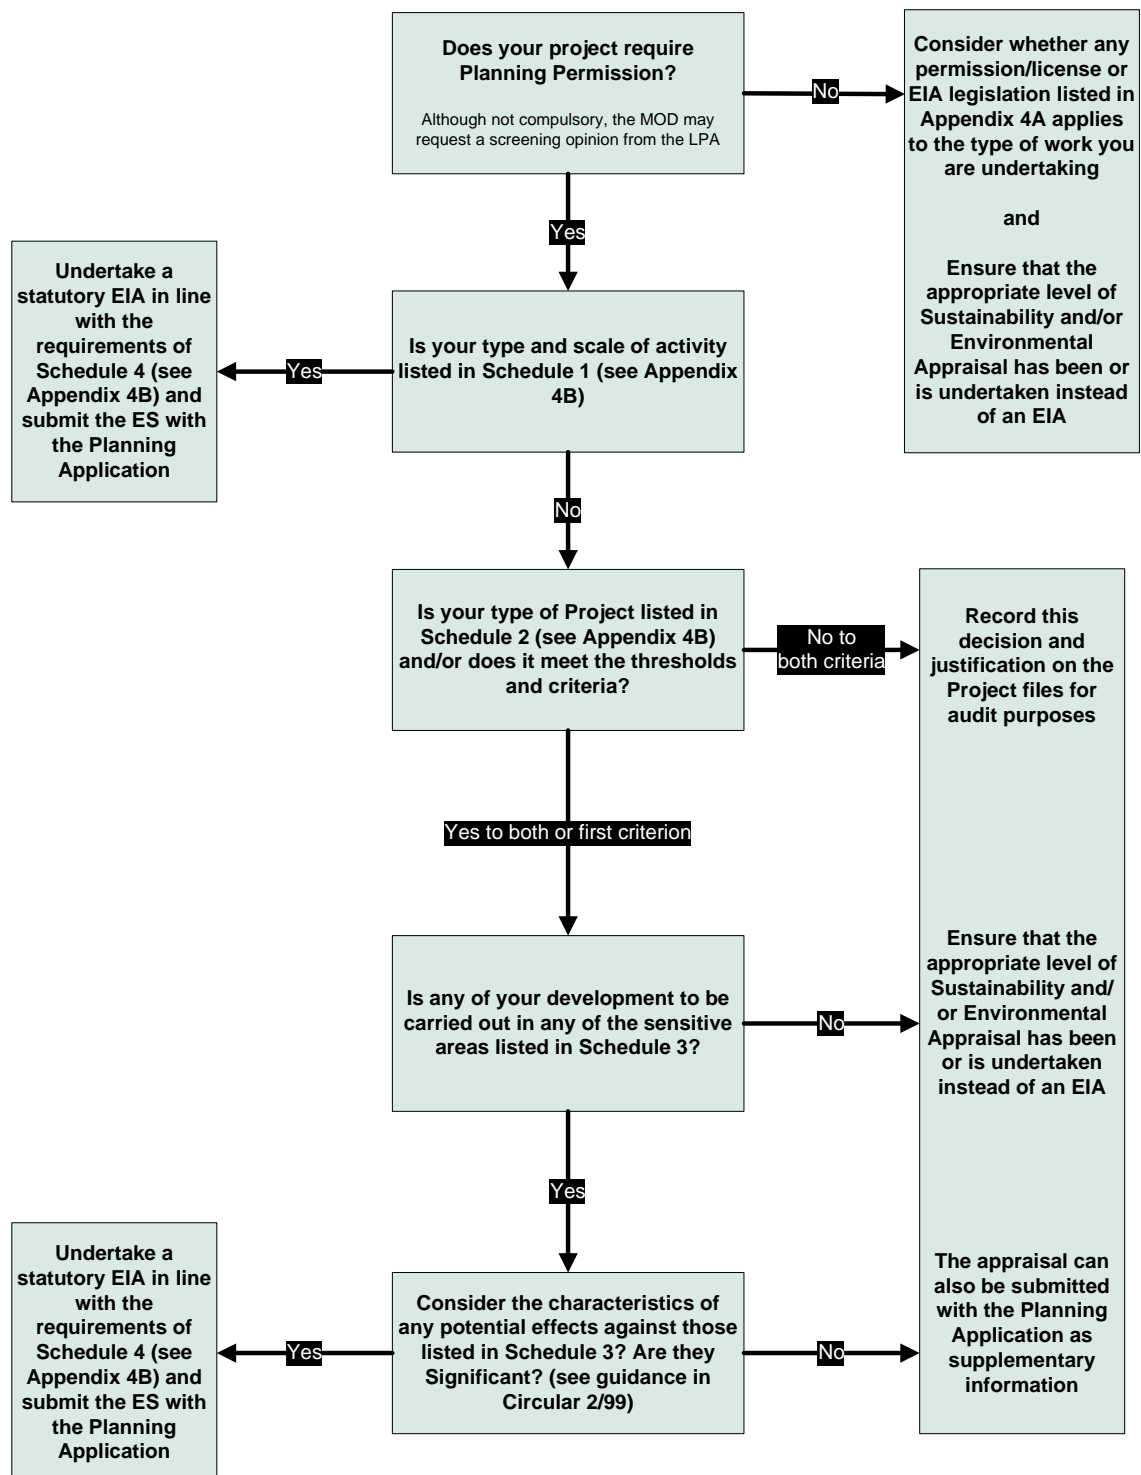 Does your project require
Planning Permission?
Although not compulsory, the MOD may
request a screening opinion from the LPA
No
Consider whether any
permission/license or
EIA legislation listed in
Appendix 4A applies
to the type of work you
are undertaking
and
Ensure that the
appropriate level of
Sustainability and/or
Environmental
Appraisal has been or
is undertaken instead
of an EIA
Yes
Undertake a
statutory EIA in line
with the
requirements of
Schedule 4 (see
Appendix 4B) and
submit the ES with
the Planning
Application
Yes
Is your type and scale of activity
listed in Schedule 1 (see Appendix
4B)
No
Is your type of Project listed in
Schedule 2 (see Appendix 4B)
and/or does it meet the thresholds
and criteria?
No to
both criteria
Record this
decision and
justification on the
Project files for
audit purposes
Yes to both or first criterion
Is any of your development to be
carried out in any of the sensitive
areas listed in Schedule 3?
No
Ensure that the
appropriate level of
Sustainability and/
or Environmental
Appraisal has been
or is undertaken
instead of an EIA
Yes
Undertake a
statutory EIA in line
with the
requirements of
Schedule 4 (see
Appendix 4B) and
submit the ES with
the Planning
Application
Yes
Consider the characteristics of
any potential effects against those
listed in Schedule 3? Are they
Significant? (see guidance in
Circular 2/99)
No
The appraisal can
also be submitted
with the Planning
Application as
supplementary
information